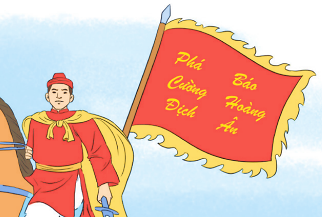 Phá
Cường
Địch
Báo
Hoàng
Ân